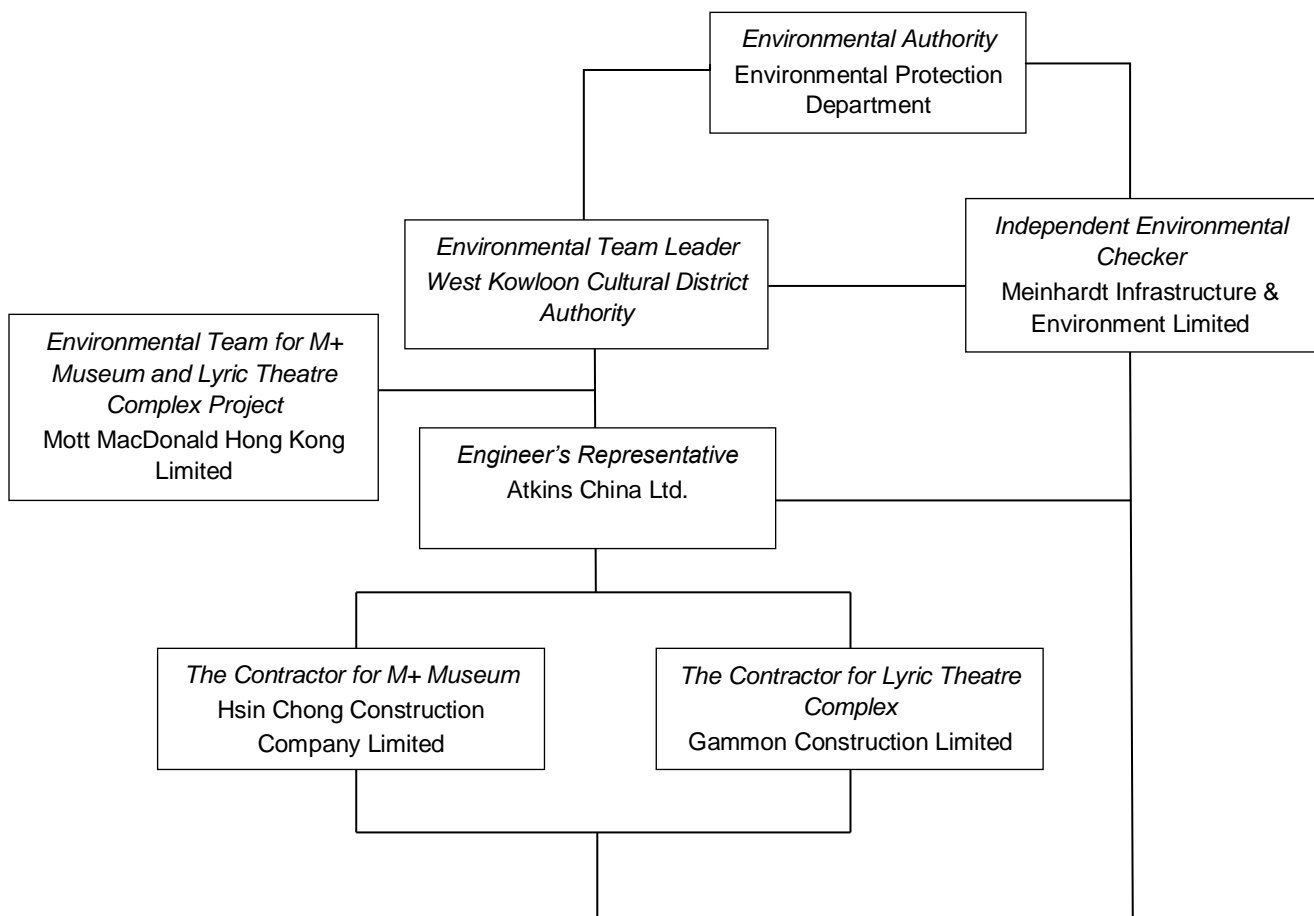 Environmental Authority
Environmental Protection
Department
Environmental Team Leader
West Kowloon Cultural District
Authority
Independent Environmental
Checker
Meinhardt Infrastructure &
Environment Limited
Environmental Team for M+
Museum and Lyric Theatre
Complex Project
Mott MacDonald Hong Kong
Limited
Engineer’s Representative
Atkins China Ltd.
The Contractor for M+ Museum
Hsin Chong Construction
Company Limited
The Contractor for Lyric Theatre
Complex
Gammon Construction Limited